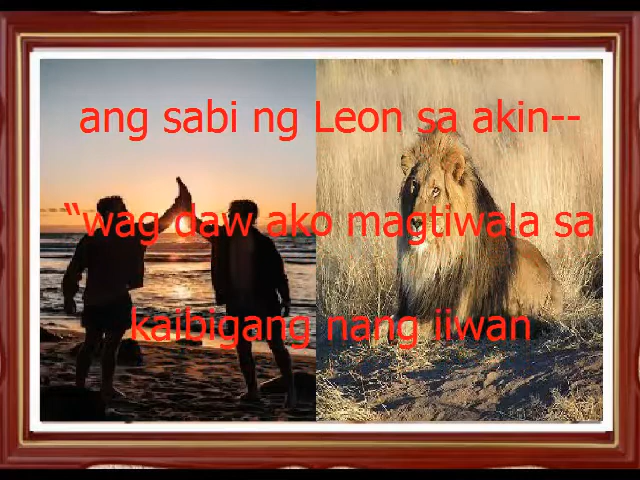 ang sabi ng Leon sa akin--
“wag daw ako magtiwala sa
kaibigang nang iiwan